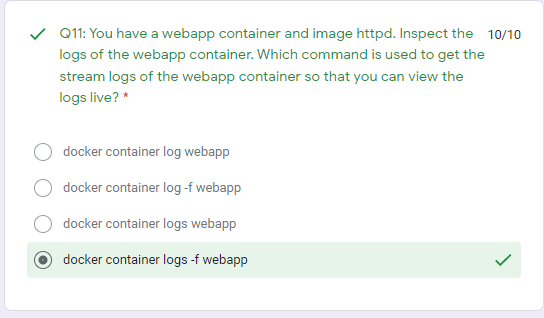 Q11: You have a webapp container and image httpd. Inspect the 10/10
logs of the webapp container. Which command is used to get the
stream logs of the webapp container so that you can view the
logs live? *
docker container log webapp
docker container log -f webapp
docker container logs webapp
docker container logs -f webapp